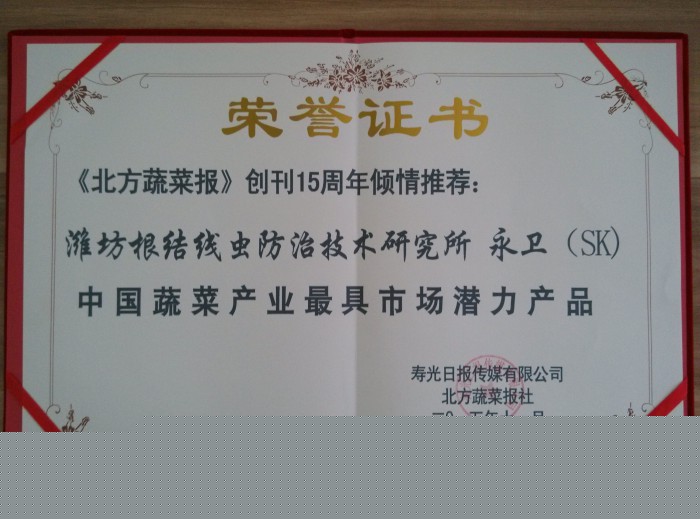 荣誉证书
《北方蔬菜报》创刊15周年倾情推荐:
潍坊根结线虫防治技术研究所 永卫(SK)
中国蔬菜产业最具市场潜力产品
寿光日报传媒有限公司
北方蔬菜报社